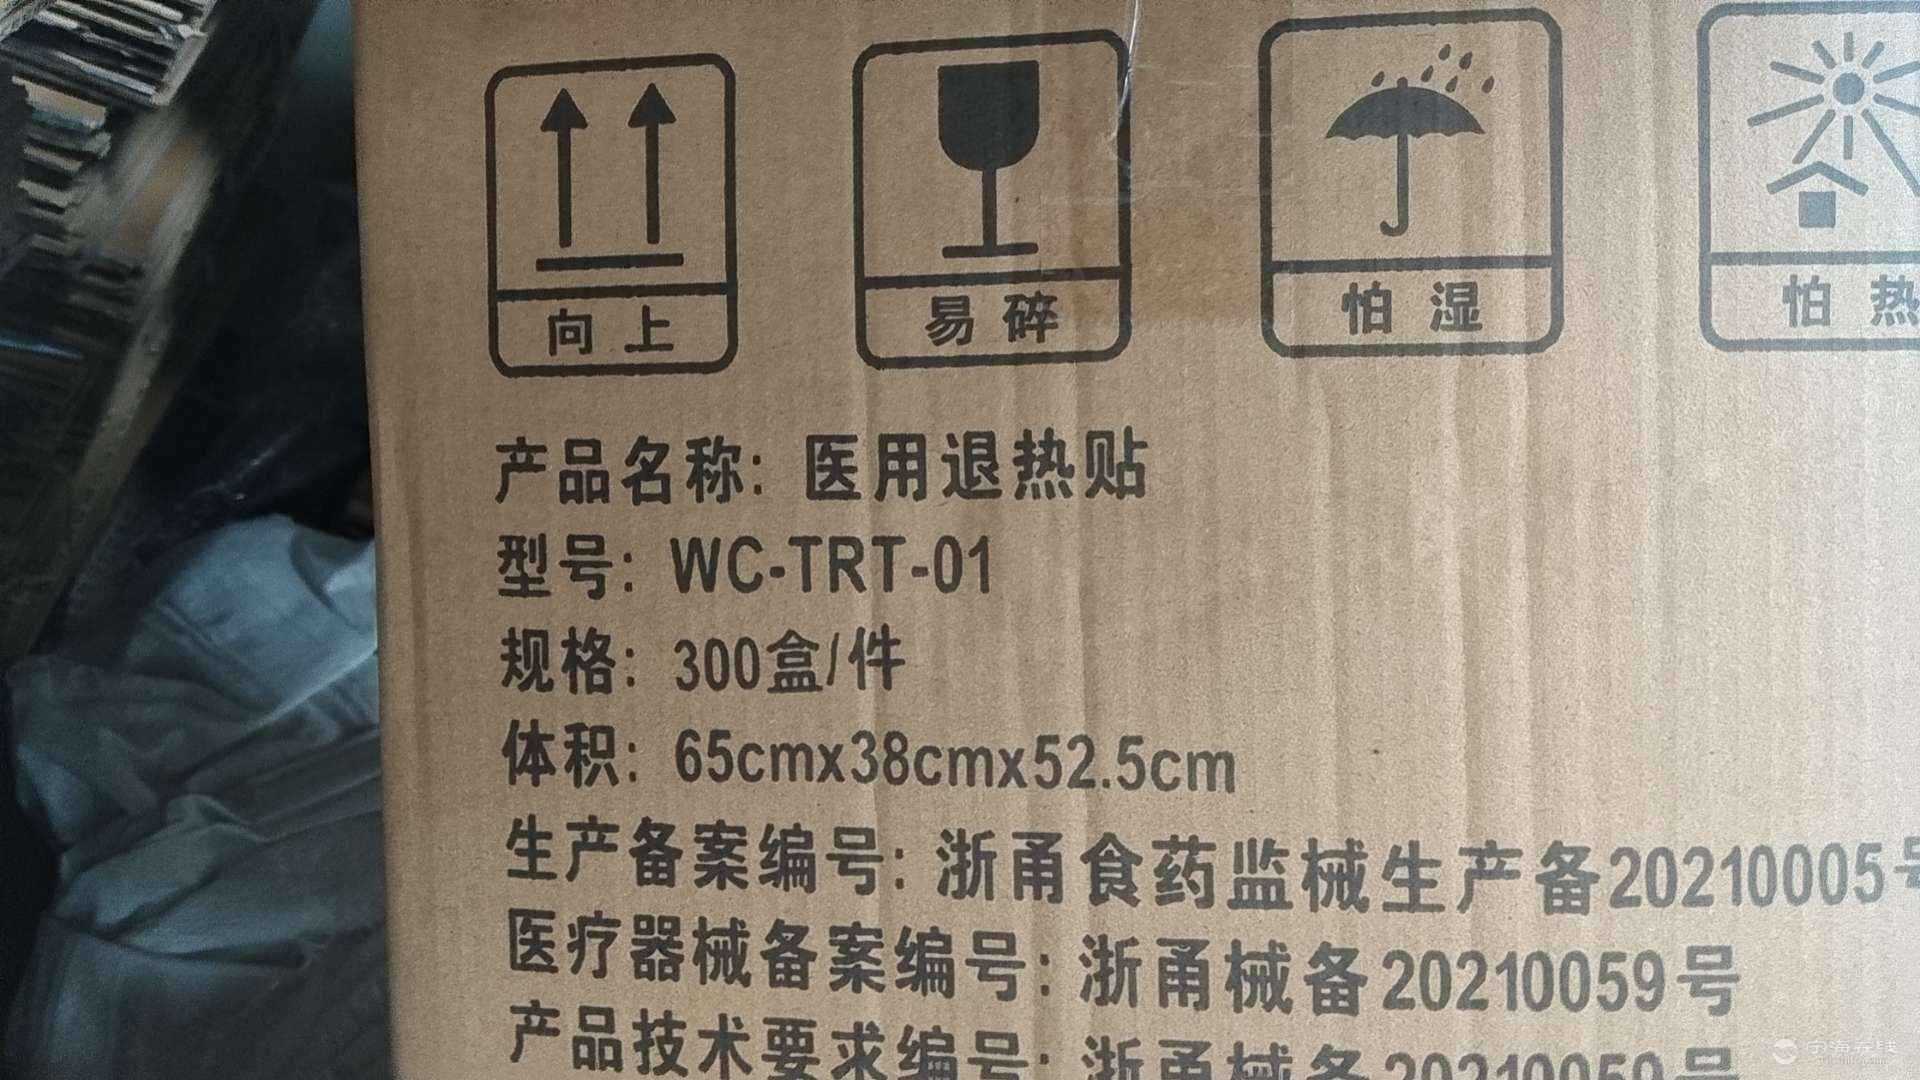 向上
易碎
怕湿
怕热
产品名称：医用退热贴
型号：WC-TRT-01
规格：300盒/件
体积：65cmx38cmx52.5cm
生产备案编号：浙甬食药监械生产备20210005号
医疗器械备案编号：浙甬械备20210059号
产品技术要求编号：浙甬械备20210059号
宁海在线